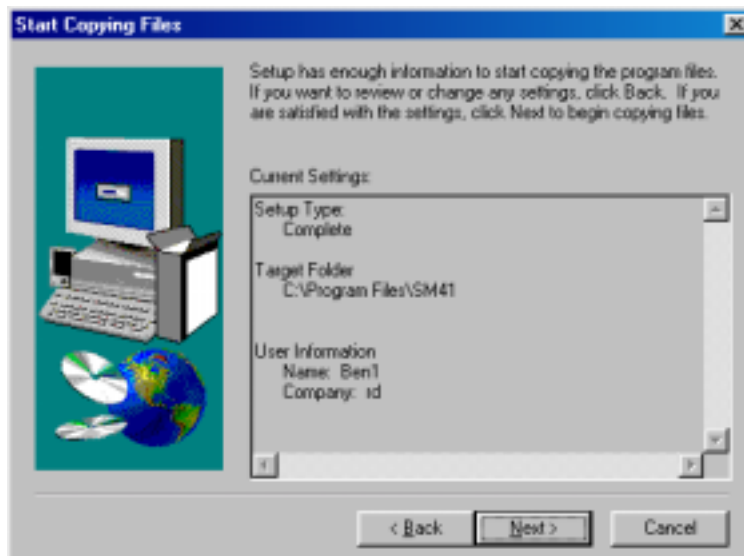 Start Copying Files
Setup has enough information to start copying the program files.
If you want to review or change any settings, click Back. If you
are satisfied with the settings, click Next to begin copying files.
Current Settings:
Setup Type:
Complete
Target Folder
C:\Program Files\SM41
User Information
Name: Ben1
Company:
< Back
Next >
Cancel